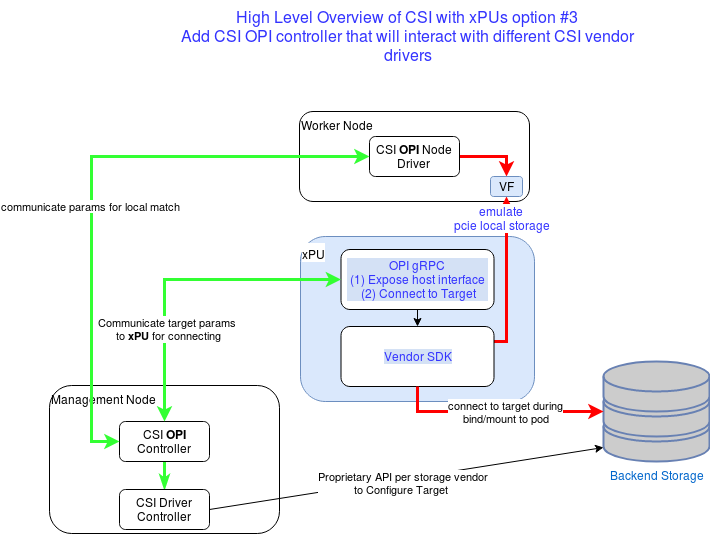 High Level Overview of CSI with xPUs option #3
Add CSI OPI controller that will interact with different CSI vendor
drivers
Worker Node
CSI OPI Node
Driver
VF
communicate params for local match
emulate
pcie local storage
xPU
OPI gRPC
(1) Expose host interface
(2) Connect to Target
Communicate target params
to xPU for connecting
Vendor SDK
Management Node
connect to target during
bind/mount to pod
CSI OPI
Controller
Backend Storage
Proprietary API per storage vendor
to Configure Target
CSI Driver
Controller